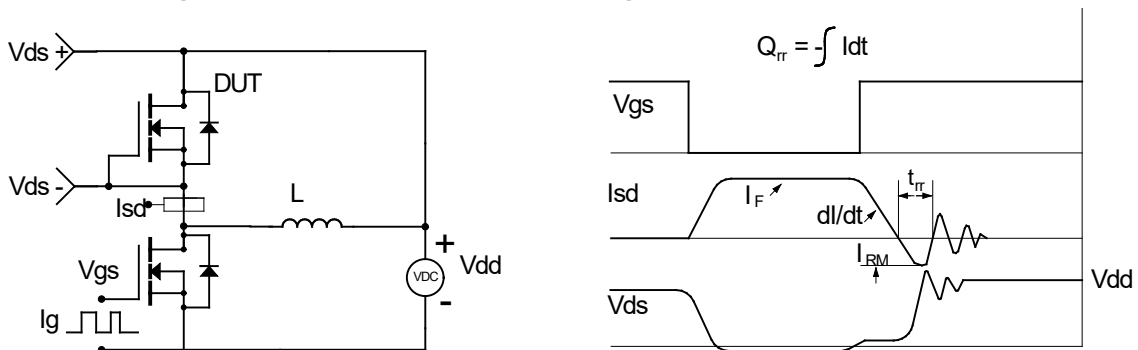 Vds +
DUT
Vds -
Isd
L
Vgs
+
VDC
Vdd
-
Ig
Qrr = -∫ Idt
Vgs
Isd
IF
dI/dt
trr
IRM
Vdd
Vds